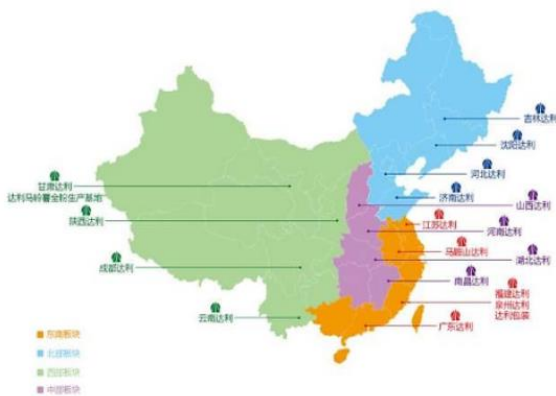 吉林达利
沈阳达利
河北达利
甘肃达利
达利马铃薯全粉生产基地
济南达利
山西达利
陕西达利
江苏达利
河南达利
马鞍山达利
湖北达利
成都达利
南昌达利
福建达利
泉州达利
达利包装
云南达利
广东达利
东南板块
北部板块
西部板块
中部板块